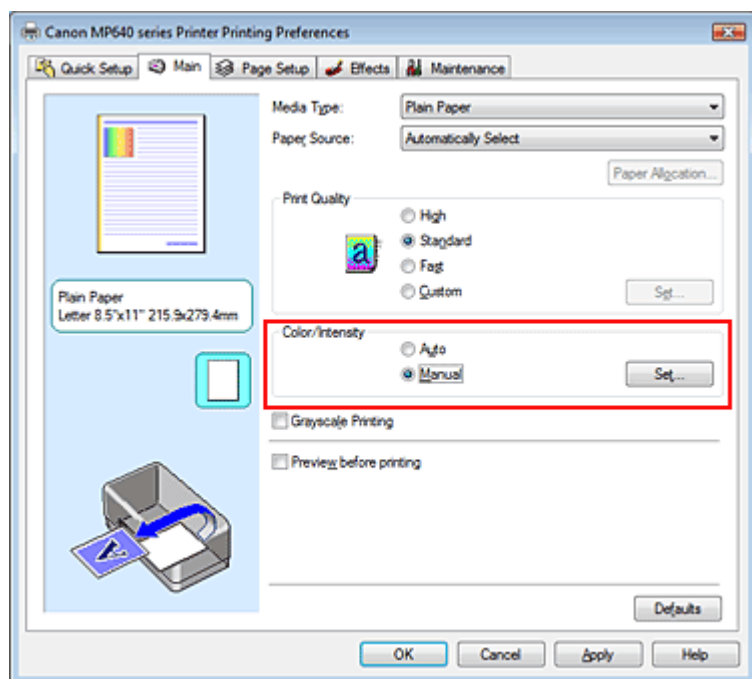 Canon MP640 series Printer Printing Preferences
Quick Setup Main Page Setup Effects Maintenance
Media Type: Plain Paper
Paper Source: Automatically Select
Paper Allocation...
Print Quality
High
a Standard
Fast
Custom Set...
Plain Paper
Letter 8.5"x11" 215.9x279.4mm
Color/Intensity
Auto
Manual Set...
Grayscale Printing
Preview before printing
A
Defaults
OK Cancel Apply Help